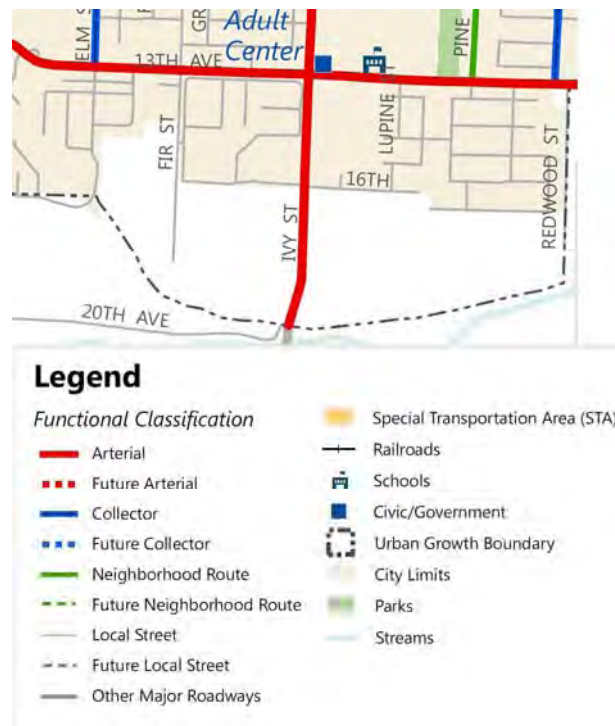 ELM S
GR
Adult
Center
PINE
13TH AVE
FIR ST
LUPINE
16TH
IVY ST
REDWOOD ST
20TH AVE
Legend
Functional Classification
Arterial
Future Arterial
Collector
Future Collector
Neighborhood Route
Future Neighborhood Route
Local Street
Future Local Street
Other Major Roadways
Special Transportation Area (STA)
Railroads
Schools
Civic/Government
Urban Growth Boundary
City Limits
Parks
Streams